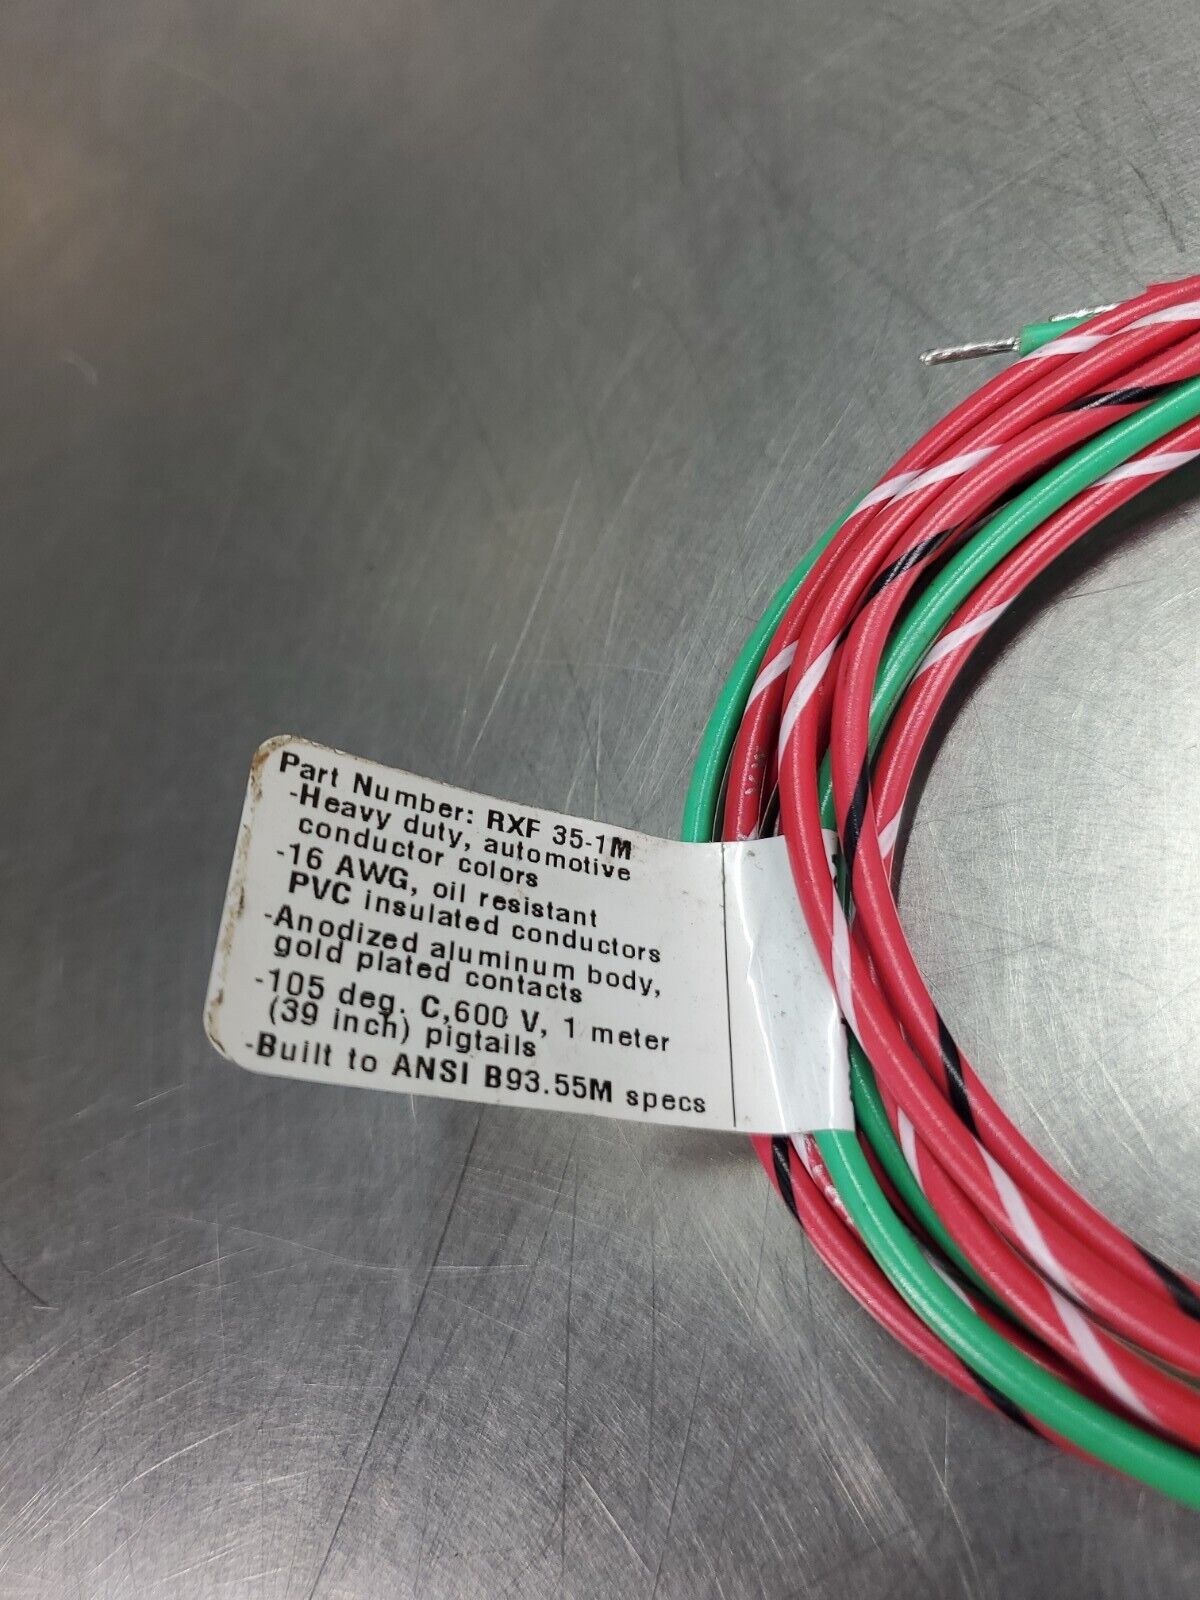 Part Number: RXF 35-1M
-Heavy duty, automotive
conductor colors
-16 AWG, oil resistant
PVC insulated conductors
-Anodized aluminum body,
gold plated contacts
-105 deg. C,600 V, 1 meter
(39 inch) pigtails
-Built to ANSI B93.55M specs